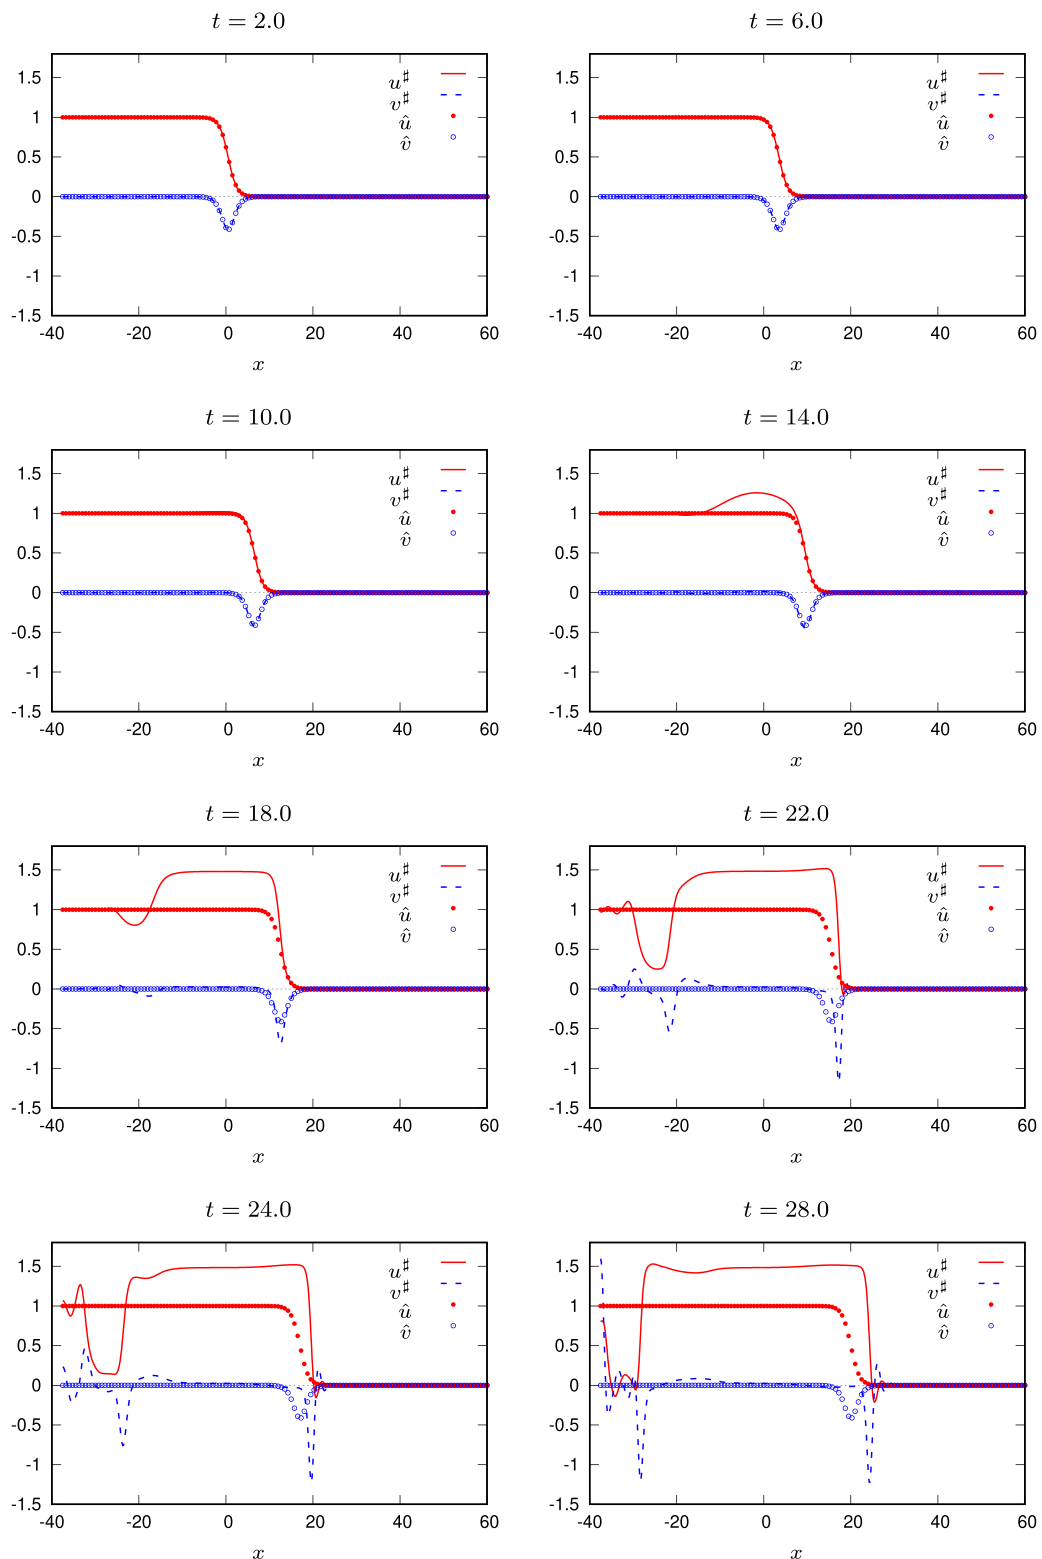 t = 2.0
1.5
1
0.5
0
-0.5
-1
-1.5
-40 -20 0 20 40 60
x
u♯
v♯
û
v̂
t = 6.0
1.5
1
0.5
0
-0.5
-1
-1.5
-40 -20 0 20 40 60
x
u♯
v♯
û
v̂
t = 10.0
1.5
1
0.5
0
-0.5
-1
-1.5
-40 -20 0 20 40 60
x
u♯
v♯
û
v̂
t = 14.0
1.5
1
0.5
0
-0.5
-1
-1.5
-40 -20 0 20 40 60
x
u♯
v♯
û
v̂
t = 18.0
1.5
1
0.5
0
-0.5
-1
-1.5
-40 -20 0 20 40 60
x
u♯
v♯
û
v̂
t = 22.0
1.5
1
0.5
0
-0.5
-1
-1.5
-40 -20 0 20 40 60
x
u♯
v♯
û
v̂
t = 24.0
1.5
1
0.5
0
-0.5
-1
-1.5
-40 -20 0 20 40 60
x
u♯
v♯
û
v̂
t = 28.0
1.5
1
0.5
0
-0.5
-1
-1.5
-40 -20 0 20 40 60
x
u♯
v♯
û
v̂